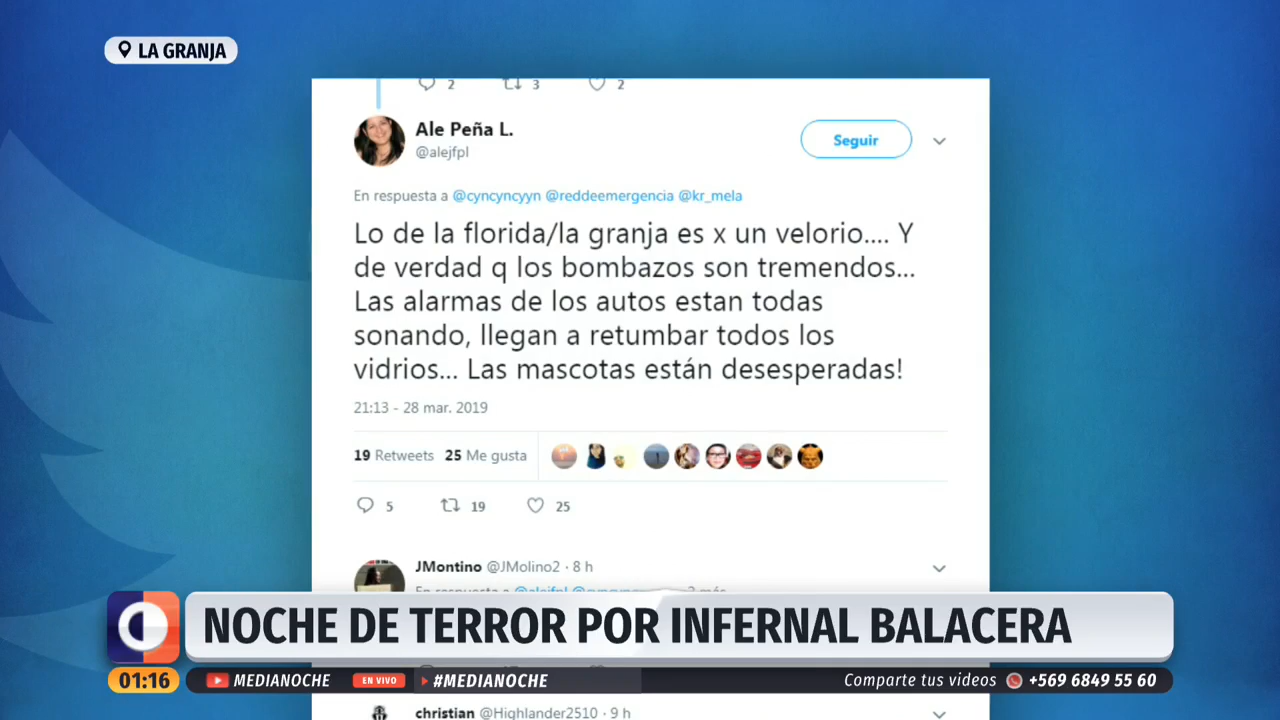 LA GRANJA
2 3 2
Ale Peña L.
@alejfpl
Seguir
En respuesta a @cyncyncyyn @reddeemergencia @kr_mela
Lo de la florida/la granja es x un velorio.... Y
de verdad q los bombazos son tremendos...
Las alarmas de los autos estan todas
sonando, llegan a retumbar todos los
vidrios... Las mascotas están desesperadas!
21:13 - 28 mar. 2019
19 Retweets 25 Me gusta
5 19 25
JMontino @JMolino2 · 8 h
En respuesta a @alejfpl
NOCHE DE TERROR POR INFERNAL BALACERA
01:16 MEDIANOCHE EN VIVO #MEDIANOCHE Comparte tus videos +569 6849 55 60
christian @Highlander2510 · 9 h